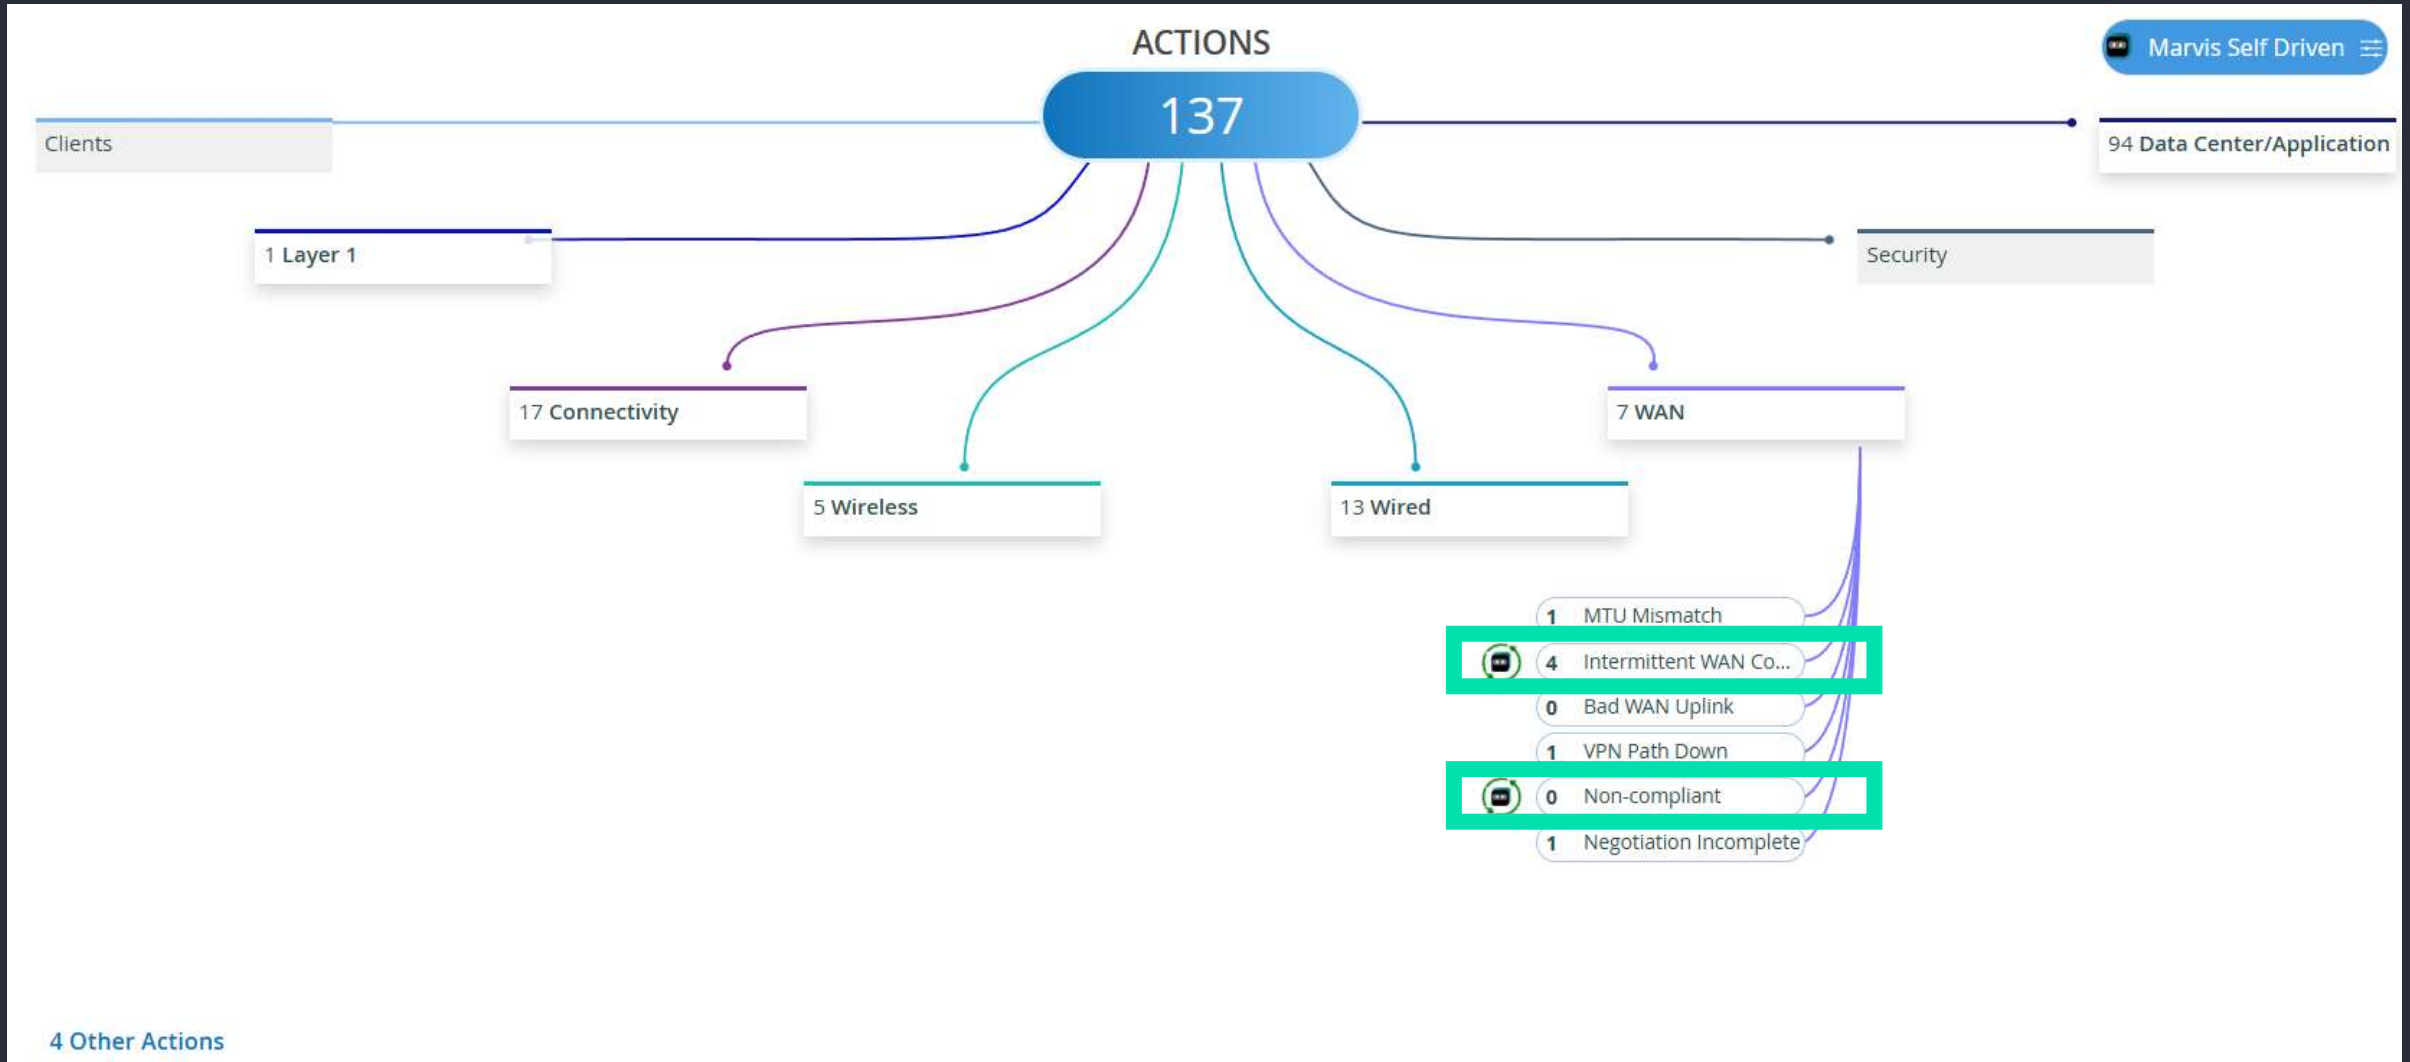 ACTIONS
137
Marvis Self Driven
Clients
94 Data Center/Application
1 Layer 1
Security
17 Connectivity
7 WAN
5 Wireless
13 Wired
1 MTU Mismatch
4 Intermittent WAN Co...
0 Bad WAN Uplink
1 VPN Path Down
0 Non-compliant
1 Negotiation Incomplete
4 Other Actions